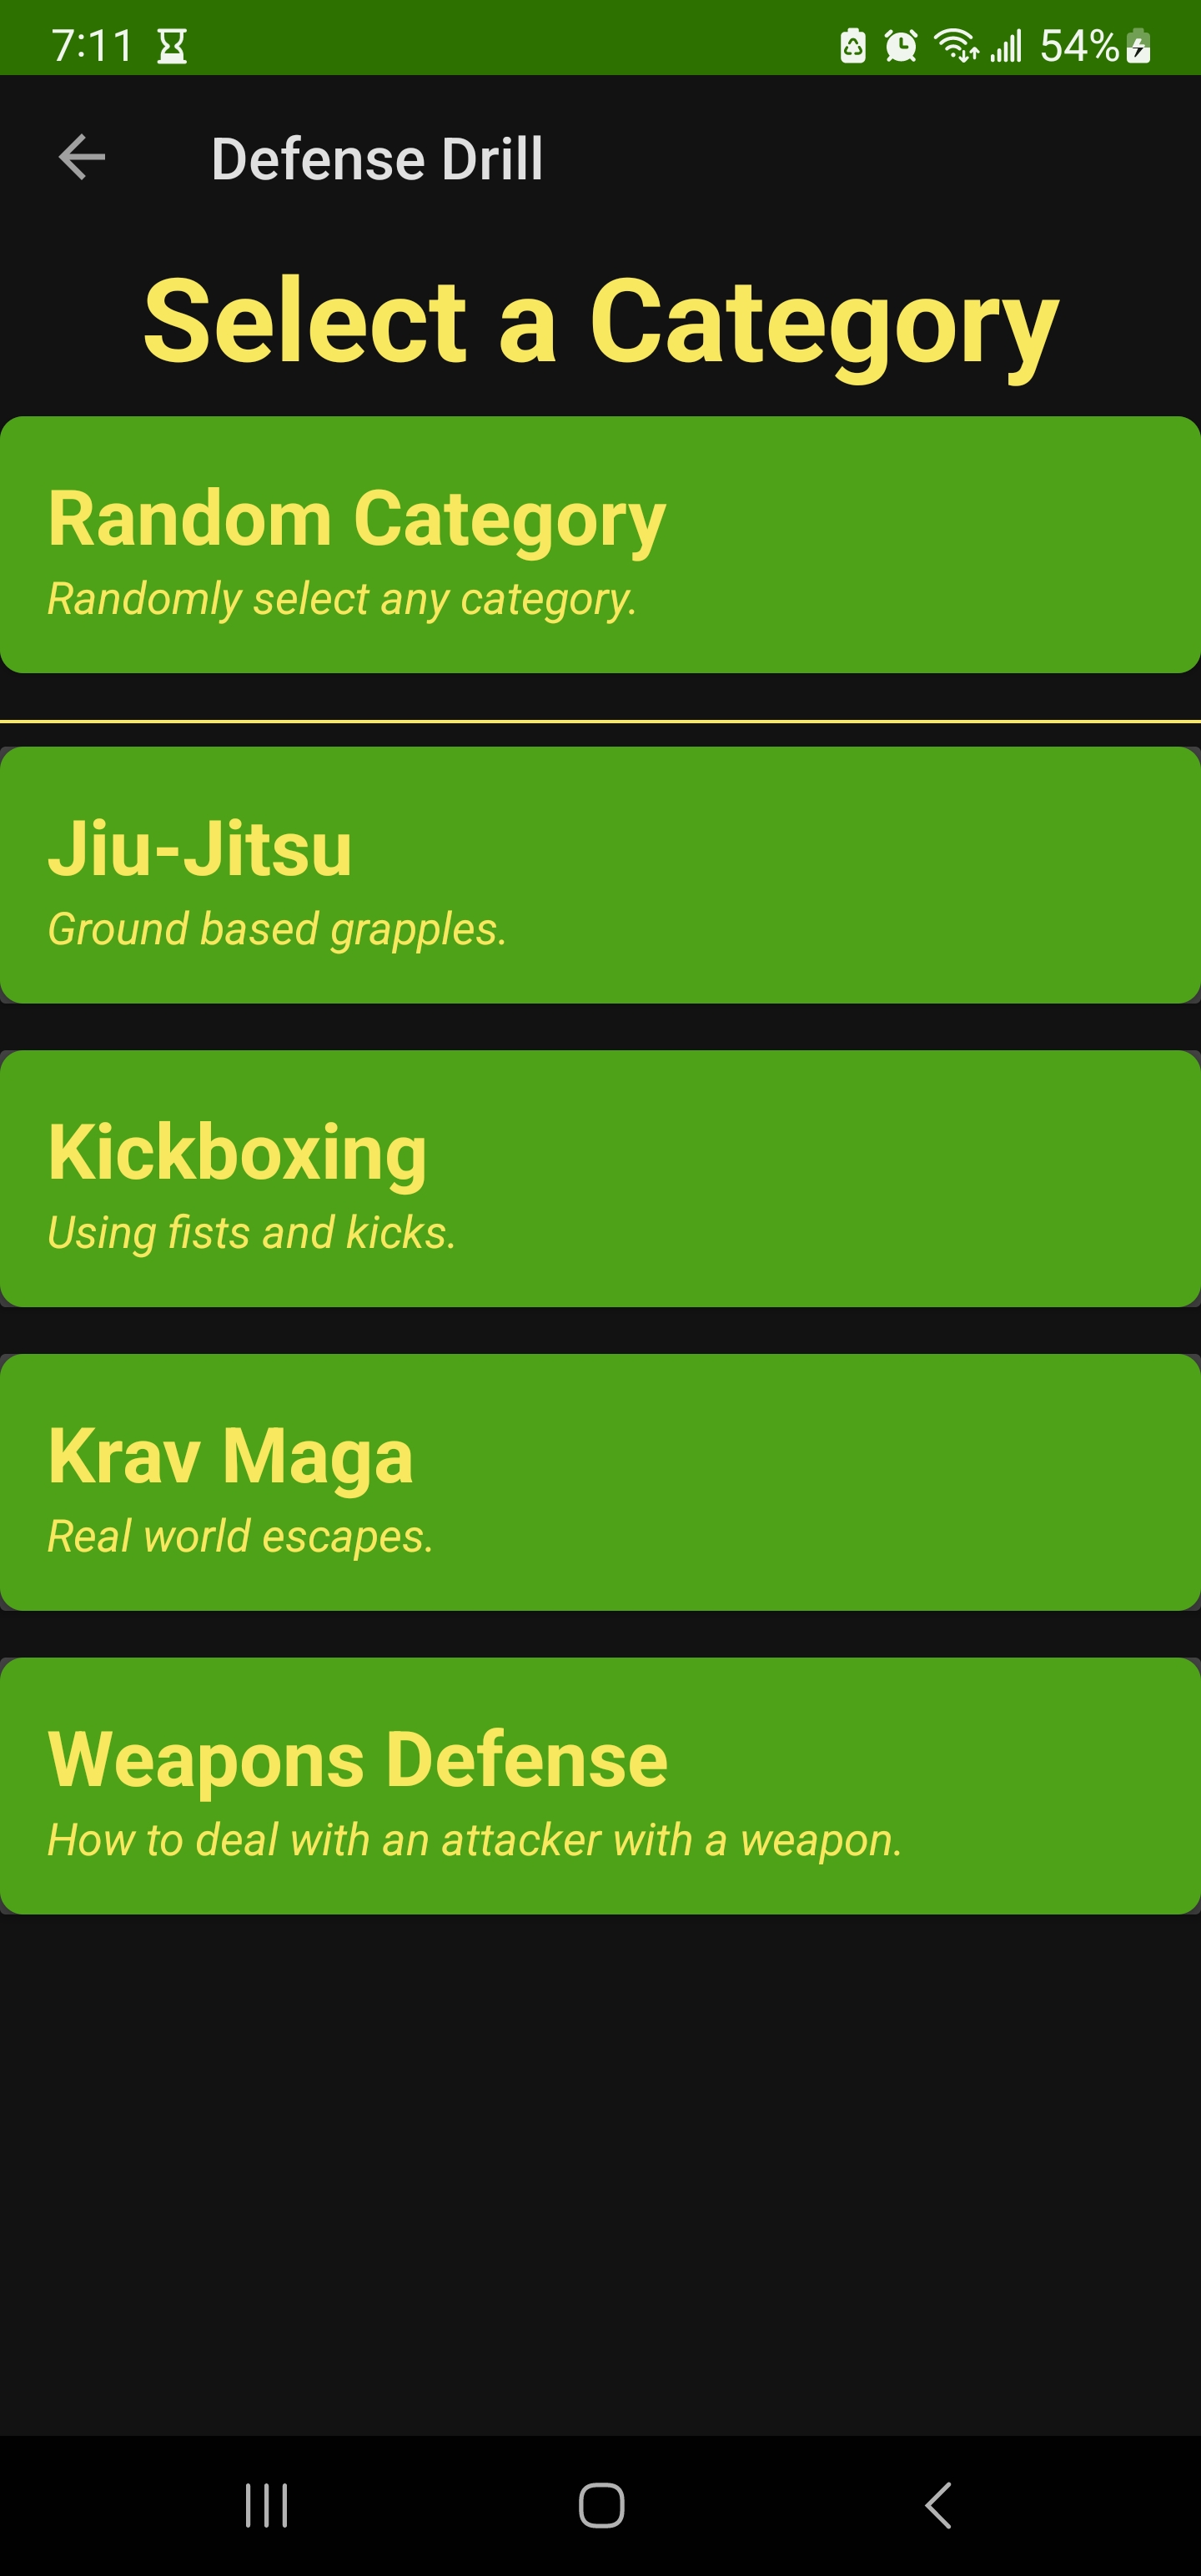 7:11
54%
Defense Drill
Select a Category
Random Category
Randomly select any category.
Jiu-Jitsu
Ground based grapples.
Kickboxing
Using fists and kicks.
Krav Maga
Real world escapes.
Weapons Defense
How to deal with an attacker with a weapon.